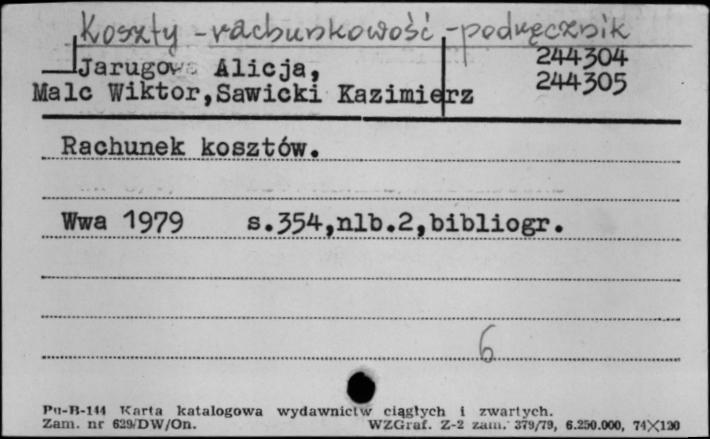 Koszty - rachunkowość - podręcznik
Jarugowa Alicja, 244304
Malc Wiktor,Sawicki Kazimierz 244305
Rachunek kosztów.
Wwa 1979 s.354,nlb.2,bibliogr.
6
Pu-B-144 Karta katalogowa wydawnictw ciągłych i zwartych.
Zam. nr 629/DW/On. WZGraf. Z-2 zam. 379/79, 6.250.000, 74×120